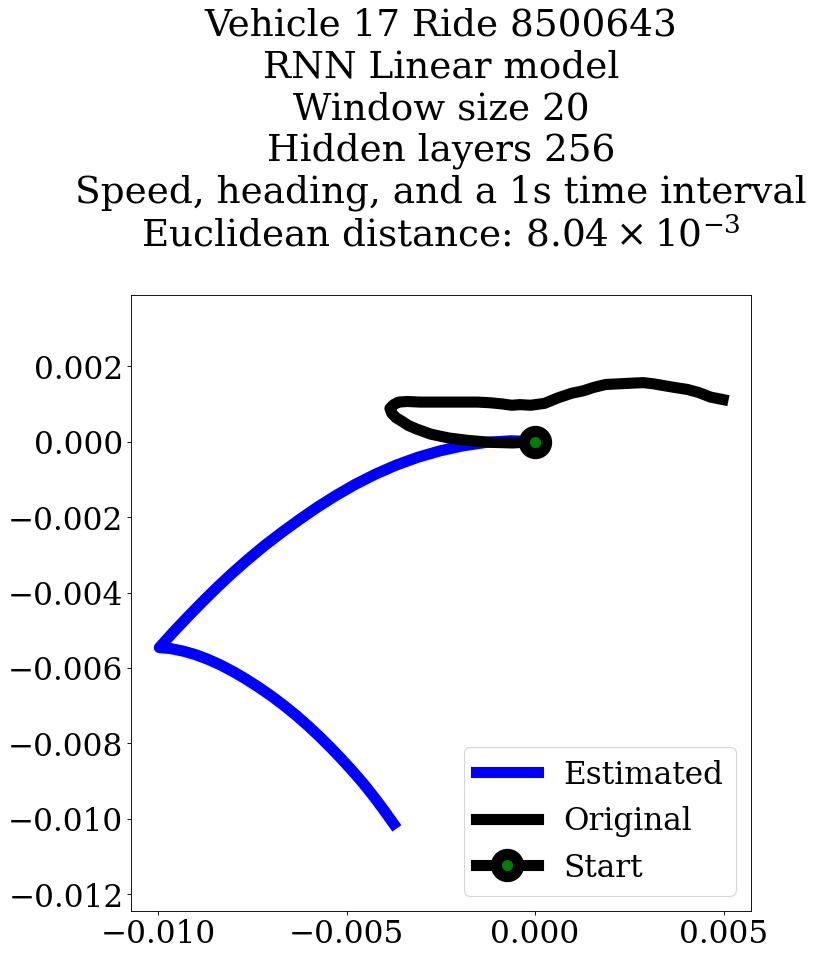 Vehicle 17 Ride 8500643
RNN Linear model
Window size 20
Hidden layers 256
Speed, heading, and a 1s time interval
Euclidean distance: 8.04 × 10⁻³
0.002
0.000
−0.002
−0.004
−0.006
−0.008
−0.010
−0.012
Estimated
Original
Start
−0.010 −0.005 0.000 0.005